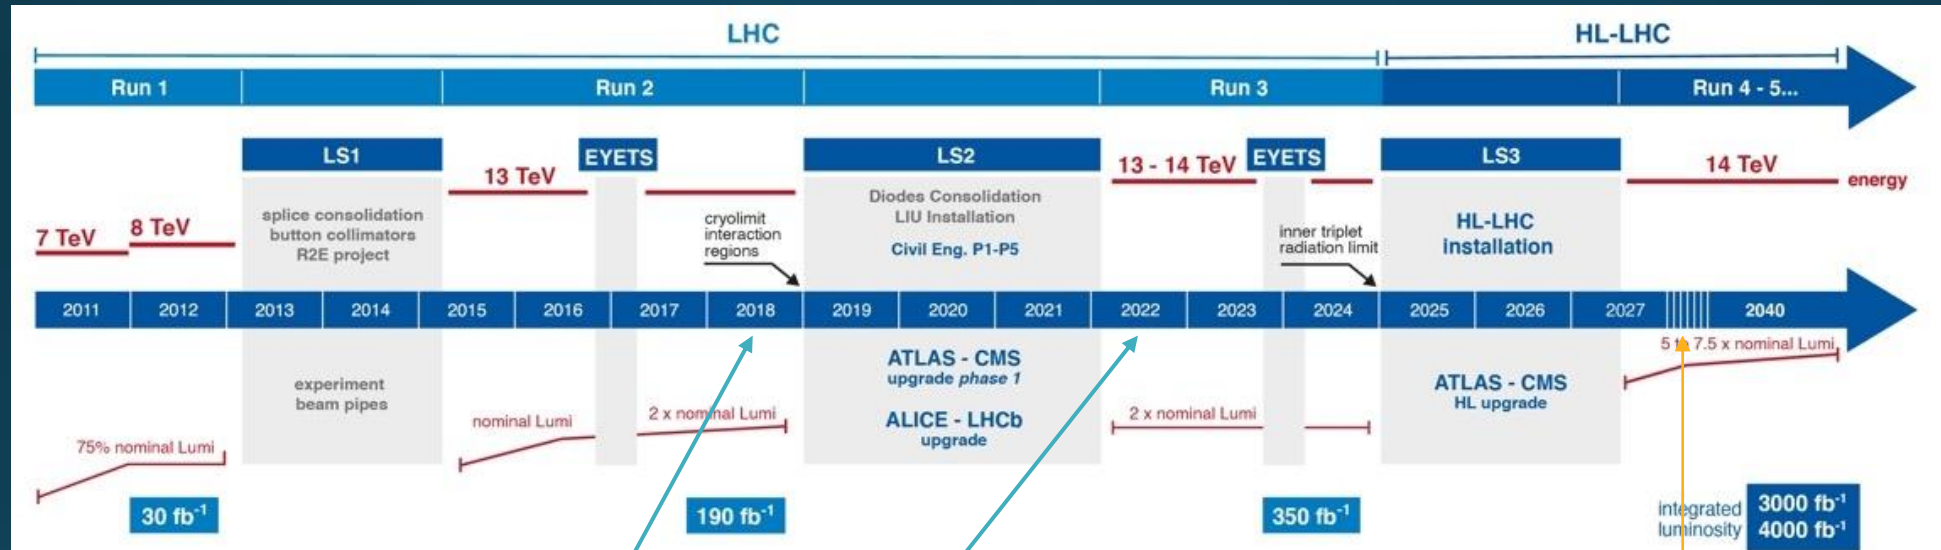 LHC
HL-LHC
Run 1
Run 2
Run 3
Run 4 - 5...
LS1
EYETS
LS2
EYETS
LS3
13 TeV
13 - 14 TeV
14 TeV
energy
7 TeV
8 TeV
splice consolidation
button collimators
R2E project
cryolimit
interaction
regions
Diodes Consolidation
LIU Installation
Civil Eng. P1-P5
inner triplet
radiation limit
HL-LHC
installation
2011
2012
2013
2014
2015
2016
2017
2018
2019
2020
2021
2022
2023
2024
2025
2026
2027
2040
5 to 7.5 x nominal Lumi
experiment
beam pipes
ATLAS - CMS
upgrade phase 1
ALICE - LHCb
upgrade
ATLAS - CMS
HL upgrade
75% nominal Lumi
nominal Lumi
2 x nominal Lumi
2 x nominal Lumi
30 fb⁻¹
190 fb⁻¹
350 fb⁻¹
integrated
luminosity
3000 fb⁻¹
4000 fb⁻¹